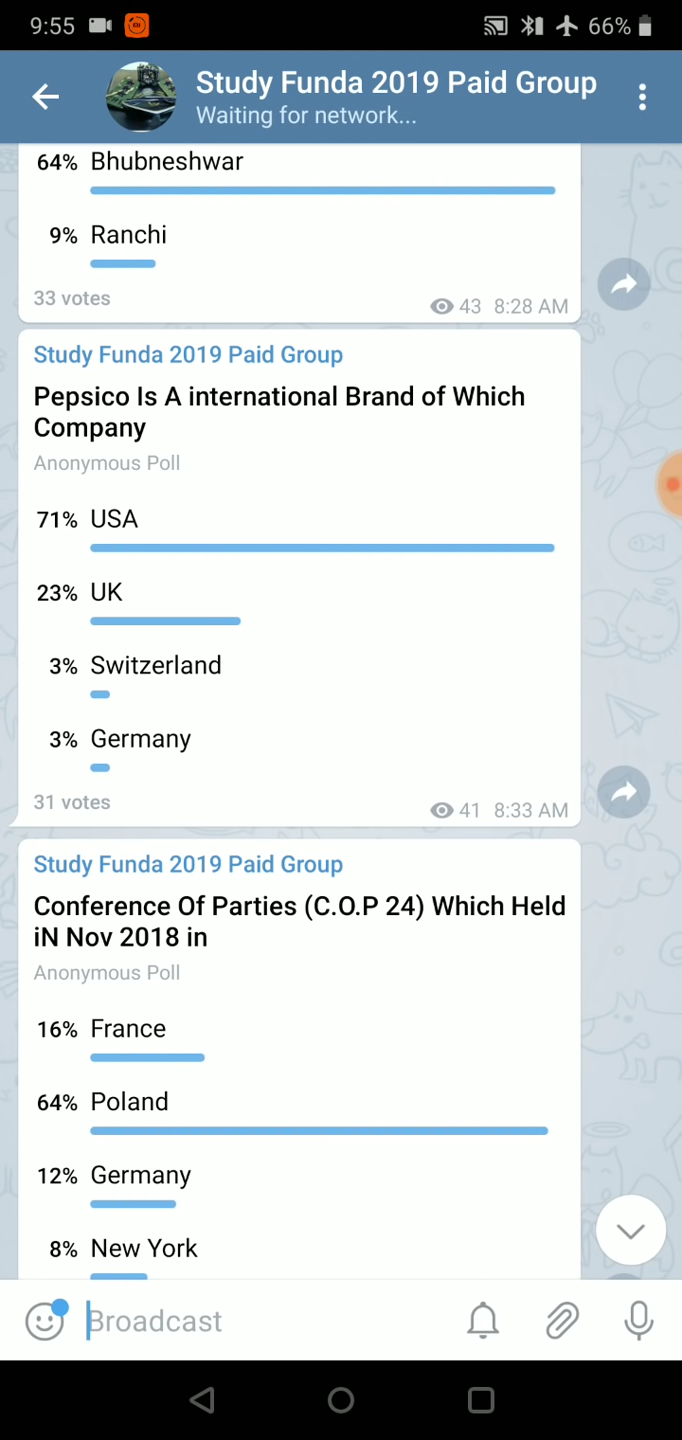 9:55
66%
Study Funda 2019 Paid Group
Waiting for network...
64% Bhubneshwar
9% Ranchi
33 votes
43 8:28 AM
Study Funda 2019 Paid Group
Pepsico Is A international Brand of Which
Company
Anonymous Poll
71% USA
23% UK
3% Switzerland
3% Germany
31 votes
41 8:33 AM
Study Funda 2019 Paid Group
Conference Of Parties (C.O.P 24) Which Held
iN Nov 2018 in
Anonymous Poll
16% France
64% Poland
12% Germany
8% New York
Broadcast